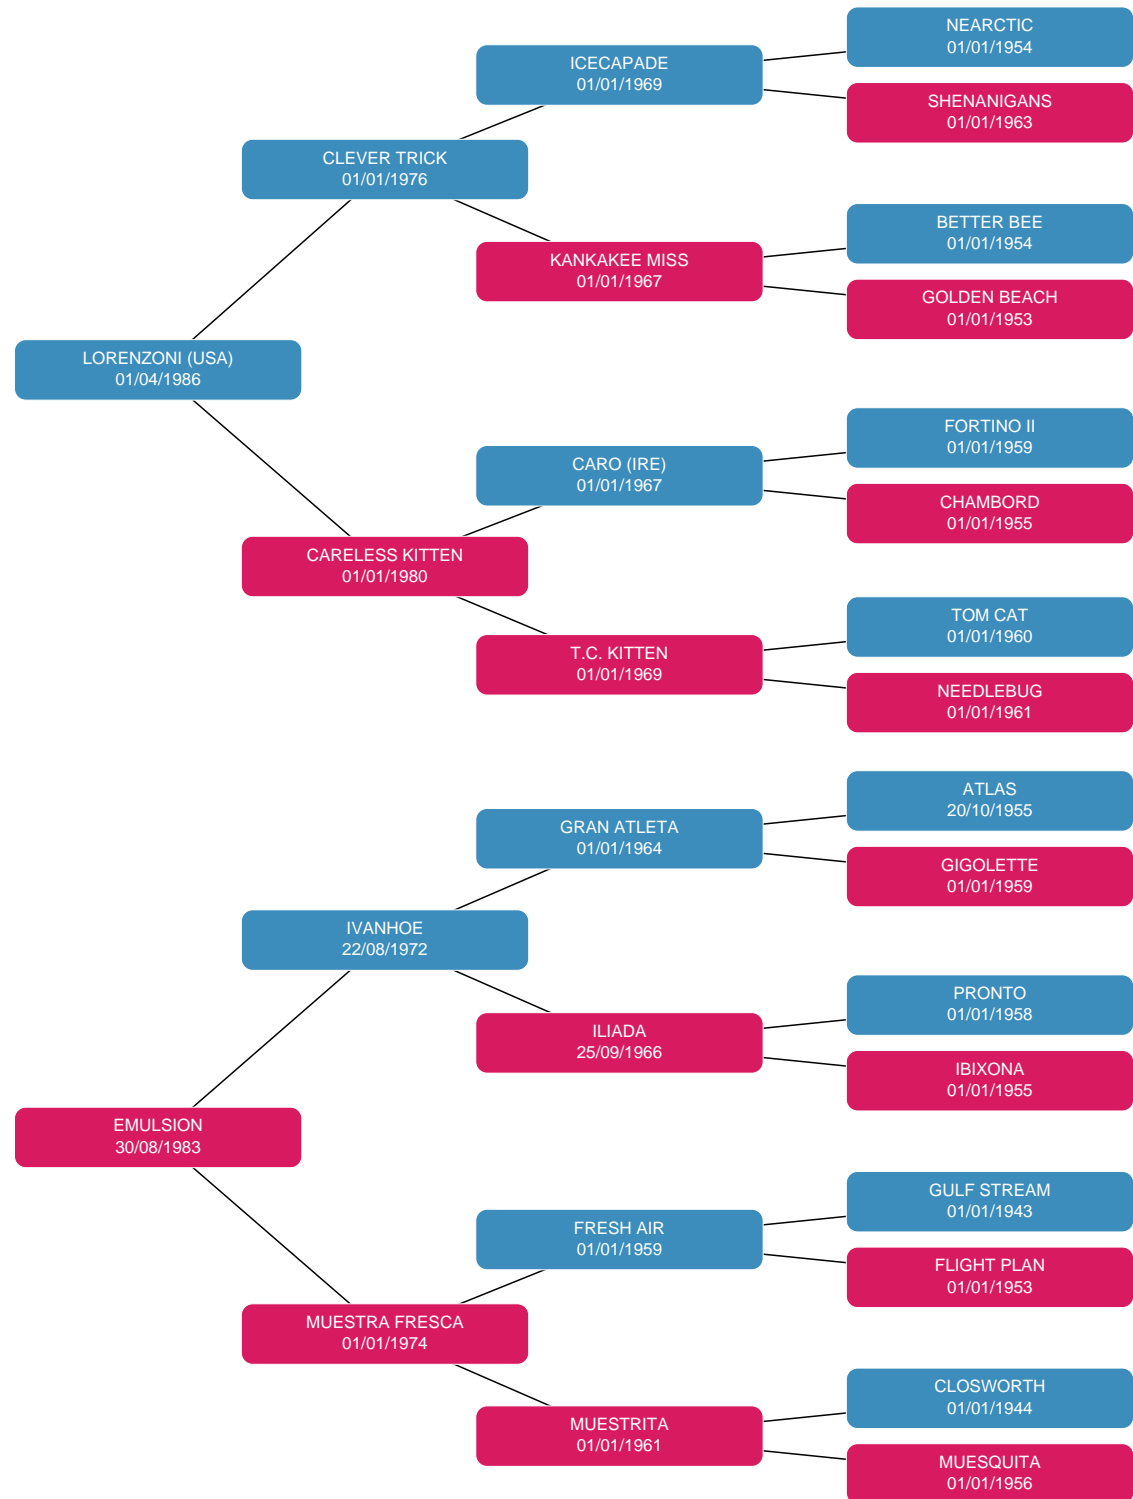 NEARCTIC
01/01/1954
ICECAPADE
01/01/1969
SHENANIGANS
01/01/1963
CLEVER TRICK
01/01/1976
BETTER BEE
01/01/1954
KANKAKEE MISS
01/01/1967
GOLDEN BEACH
01/01/1953
LORENZONI (USA)
01/04/1986
FORTINO II
01/01/1959
CARO (IRE)
01/01/1967
CHAMBORD
01/01/1955
CARELESS KITTEN
01/01/1980
TOM CAT
01/01/1960
T.C. KITTEN
01/01/1969
NEEDLEBUG
01/01/1961
ATLAS
20/10/1955
GRAN ATLETA
01/01/1964
GIGOLETTE
01/01/1959
IVANHOE
22/08/1972
PRONTO
01/01/1958
ILIADA
25/09/1966
IBIXONA
01/01/1955
EMULSION
30/08/1983
GULF STREAM
01/01/1943
FRESH AIR
01/01/1959
FLIGHT PLAN
01/01/1953
MUESTRA FRESCA
01/01/1974
CLOSWORTH
01/01/1944
MUESTRITA
01/01/1961
MUESQUITA
01/01/1956